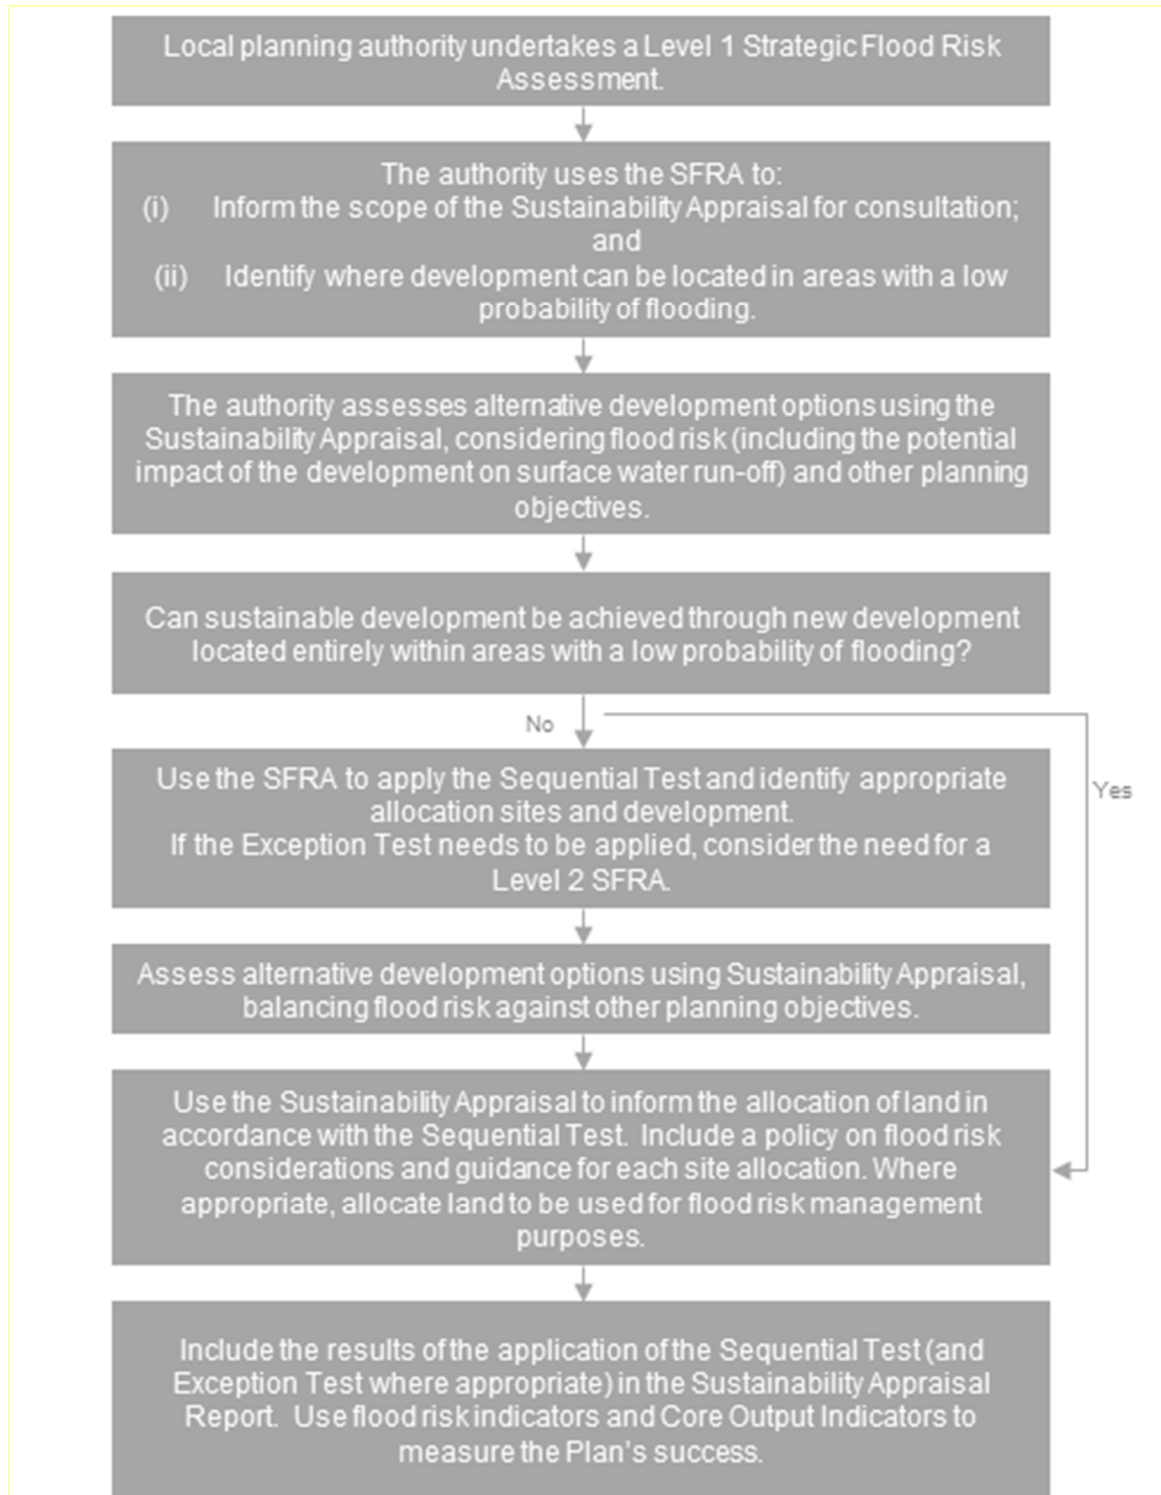 Local planning authority undertakes a Level 1 Strategic Flood Risk
Assessment.
The authority uses the SFRA to:
(i) Inform the scope of the Sustainability Appraisal for consultation;
and
(ii) Identify where development can be located in areas with a low
probability of flooding.
The authority assesses alternative development options using the
Sustainability Appraisal, considering flood risk (including the potential
impact of the development on surface water run-off) and other planning
objectives.
Can sustainable development be achieved through new development
located entirely within areas with a low probability of flooding?
No
Yes
Use the SFRA to apply the Sequential Test and identify appropriate
allocation sites and development.
If the Exception Test needs to be applied, consider the need for a
Level 2 SFRA.
Assess alternative development options using Sustainability Appraisal,
balancing flood risk against other planning objectives.
Use the Sustainability Appraisal to inform the allocation of land in
accordance with the Sequential Test. Include a policy on flood risk
considerations and guidance for each site allocation. Where
appropriate, allocate land to be used for flood risk management
purposes.
Include the results of the application of the Sequential Test (and
Exception Test where appropriate) in the Sustainability Appraisal
Report. Use flood risk indicators and Core Output Indicators to
measure the Plan's success.